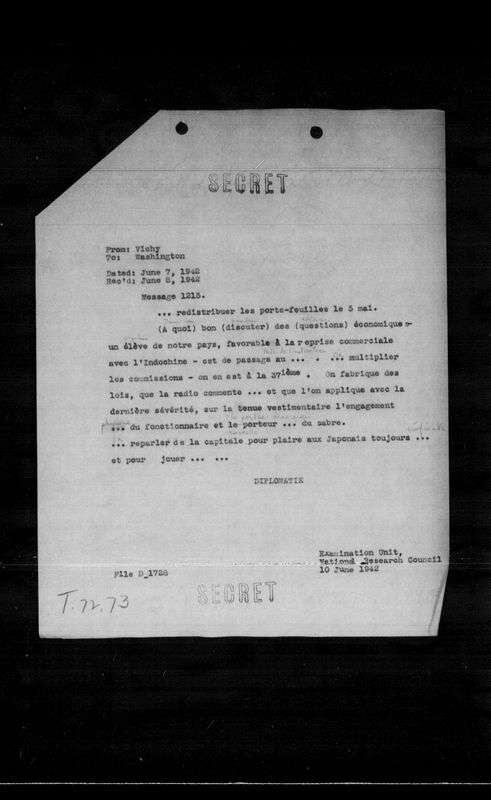 SECRET
From: Vichy
To: Washington
Dated: June 7, 1942
Rec'd: June 8, 1942
Message 1215.
... redistribuer les porte-feuilles le 5 mai.
(A quoi) bon (discuter) des (questions) économiques -
un élève de notre pays, favorable à la reprise commerciale
avec l'Indochine - est de passage au ... . ... multiplier
les commissions - on en est à la 37ième . On fabrique des
lois, que la radio commente ... et que l'on applique avec la
dernière sévérité, sur la tenue vestimentaire l'engagement
... du fonctionnaire et le porteur ... du sabre.
... reparler de la capitale pour plaire aux Japonais toujours ...
et pour jouer ... ...
DIPLOMATIE
Examination Unit,
National Research Council
File D_1726 10 June 1942
SECRET
T.72.73